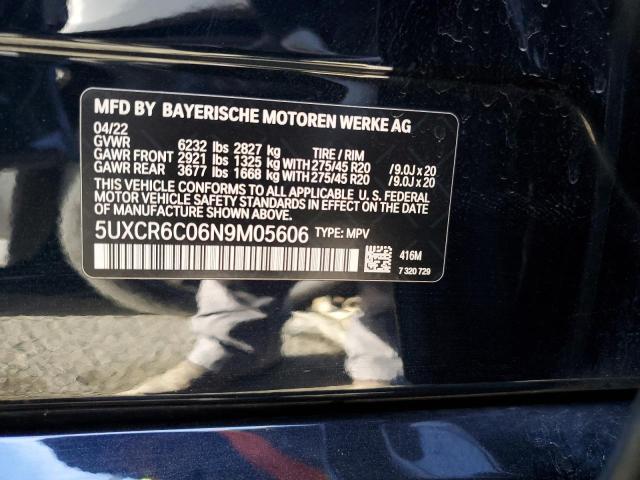 MFD BY BAYERISCHE MOTOREN WERKE AG
04/22
GVWR 6232 lbs 2827 kg TIRE / RIM
GAWR FRONT 2921 lbs 1325 kg WITH 275/45 R20 / 9.0J x 20
GAWR REAR 3677 lbs 1668 kg WITH 275/45 R20 / 9.0J x 20
THIS VEHICLE CONFORMS TO ALL APPLICABLE U. S. FEDERAL
MOTOR VEHICLE SAFETY STANDARDS IN
EFFECT ON THE DATE OF MANUFACTURE SHOWN ABOVE.
5UXCR6C06N9M05606 TYPE: MPV
416M
7 320 729